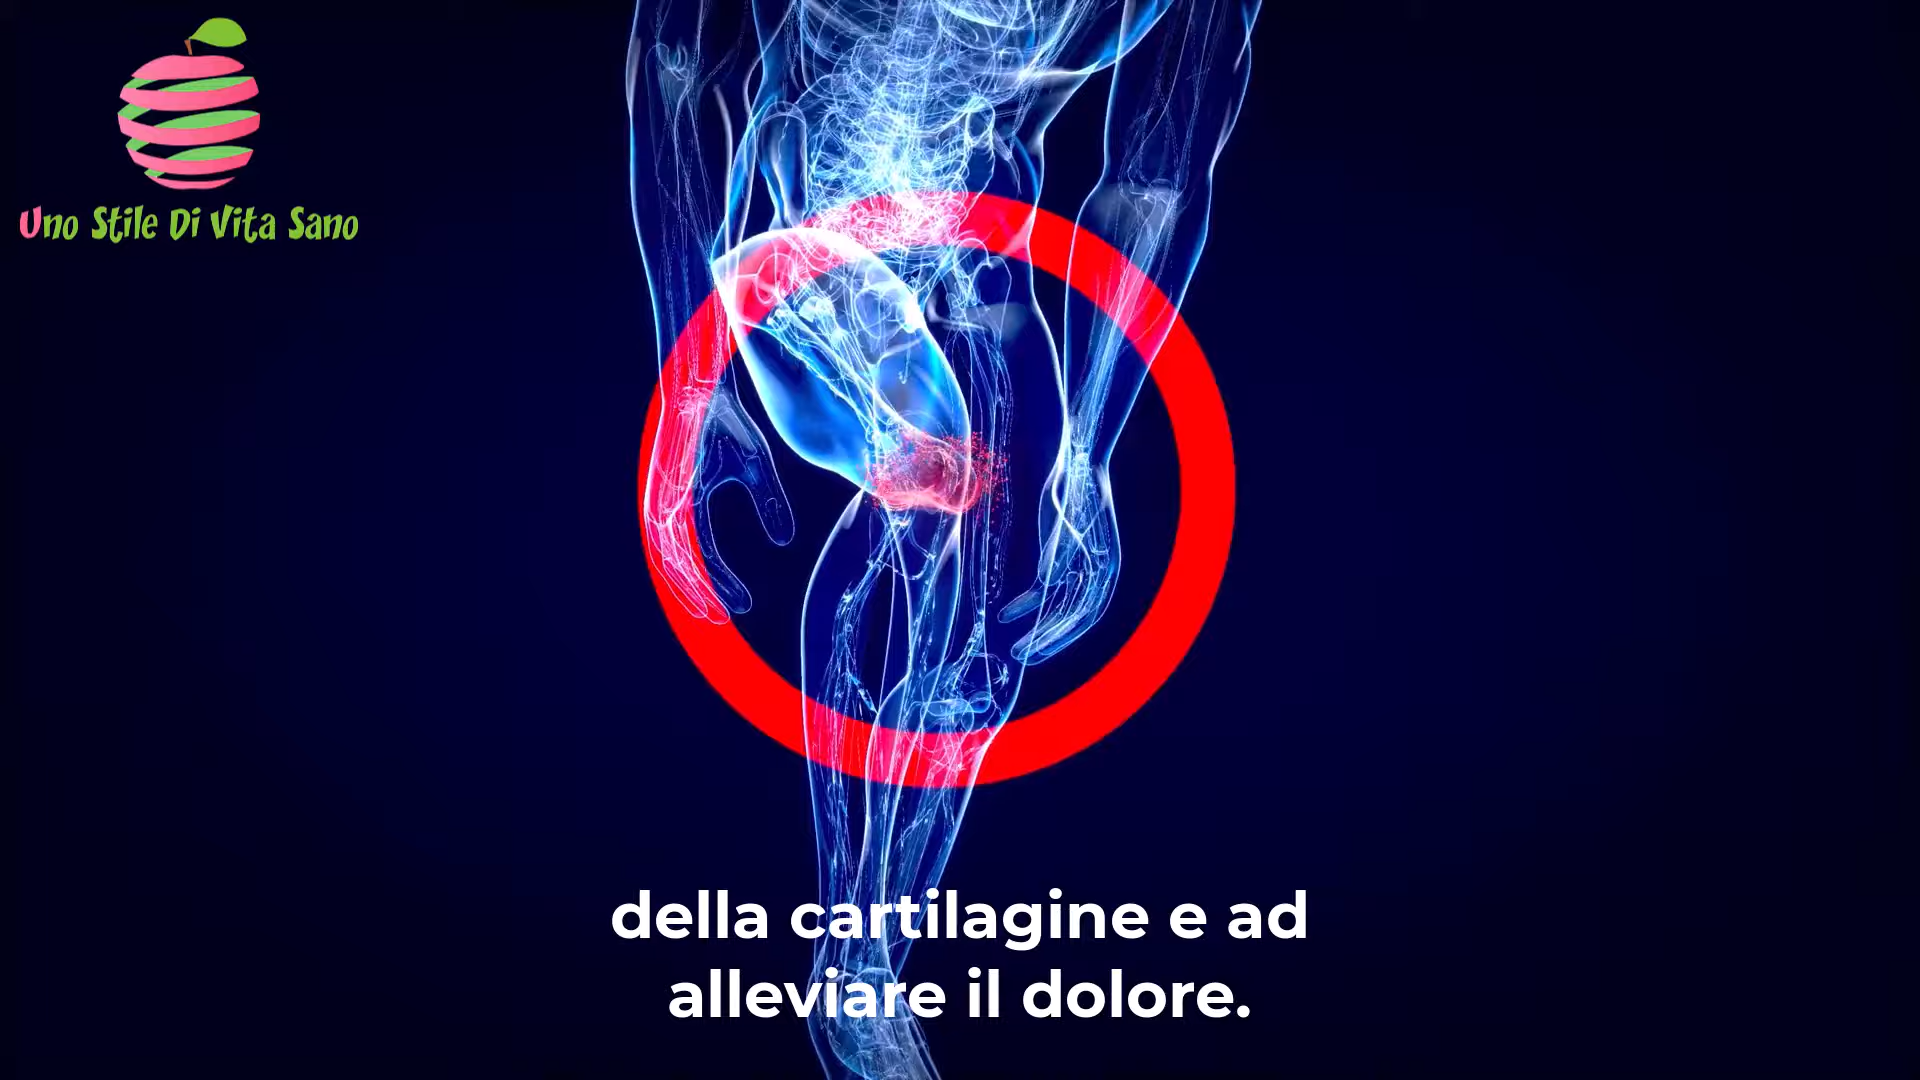 Uno Stile Di Vita Sano
della cartilagine e ad
alleviare il dolore.